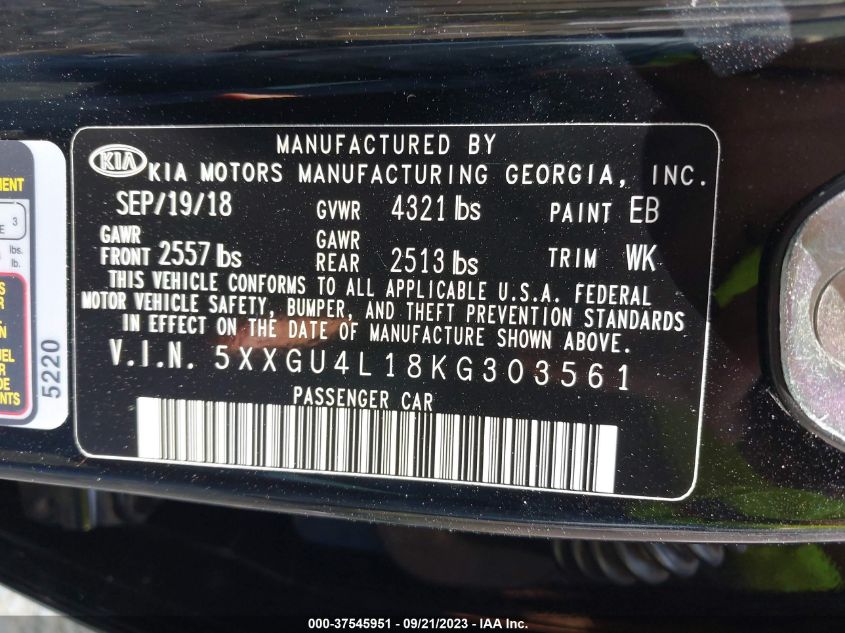 MANUFACTURED BY
KIA KIA MOTORS MANUFACTURING GEORGIA, INC.
SEP/19/18 GVWR 4321 lbs PAINT EB
GAWR FRONT 2557 lbs GAWR REAR 2513 lbs TRIM WK
THIS VEHICLE CONFORMS TO ALL APPLICABLE U.S.A. FEDERAL
MOTOR VEHICLE SAFETY, BUMPER, AND THEFT PREVENTION STANDARDS
IN EFFECT ON THE DATE OF MANUFACTURE SHOWN ABOVE.
V.I.N. 5XXGU4L18KG303561
PASSENGER CAR
3
lbs.
lb.
5220
000-37545951 - 09/21/2023 - IAA Inc.